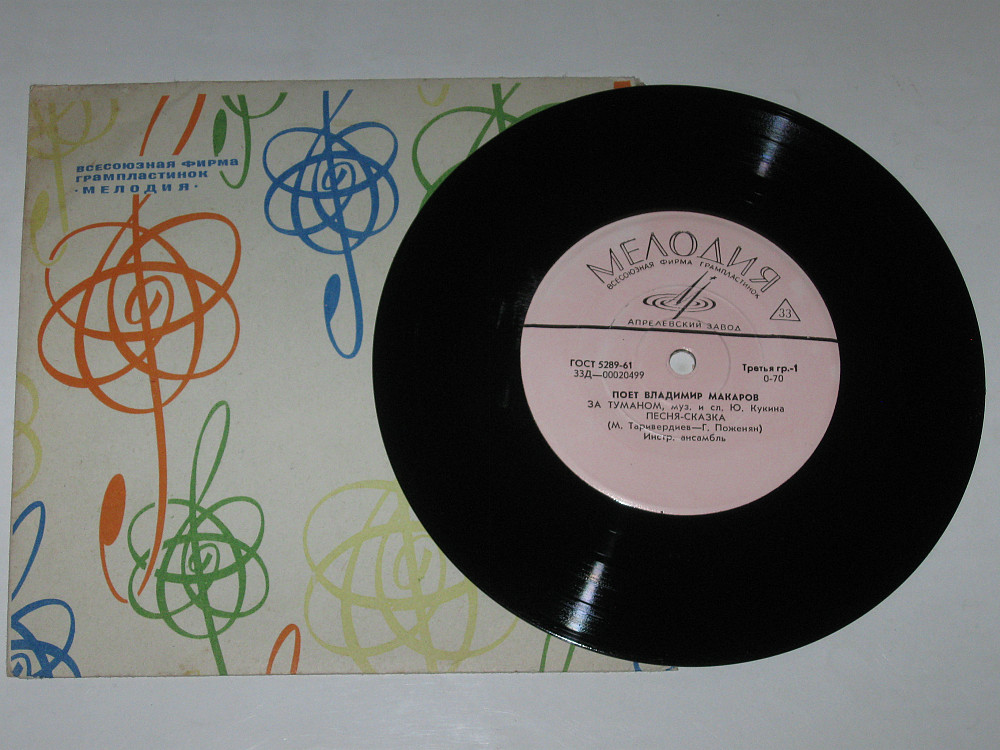 ВСЕСОЮЗНАЯ ФИРМА
ГРАМПЛАСТИНОК
·МЕЛОДИЯ·
МЕЛОДИЯ
ВСЕСОЮЗНАЯ ФИРМА ГРАМПЛАСТИНОК
33
АПРЕЛЕВСКИЙ ЗАВОД
ГОСТ 5289-61
33Д—00020499
Третья гр.-1
0-70
ПОЕТ ВЛАДИМИР МАКАРОВ
ЗА ТУМАНОМ, муз. и сл. Ю. Кукина
ПЕСНЯ-СКАЗКА
(М. Таривердиев—Г. Поженян)
Инстр. ансамбль